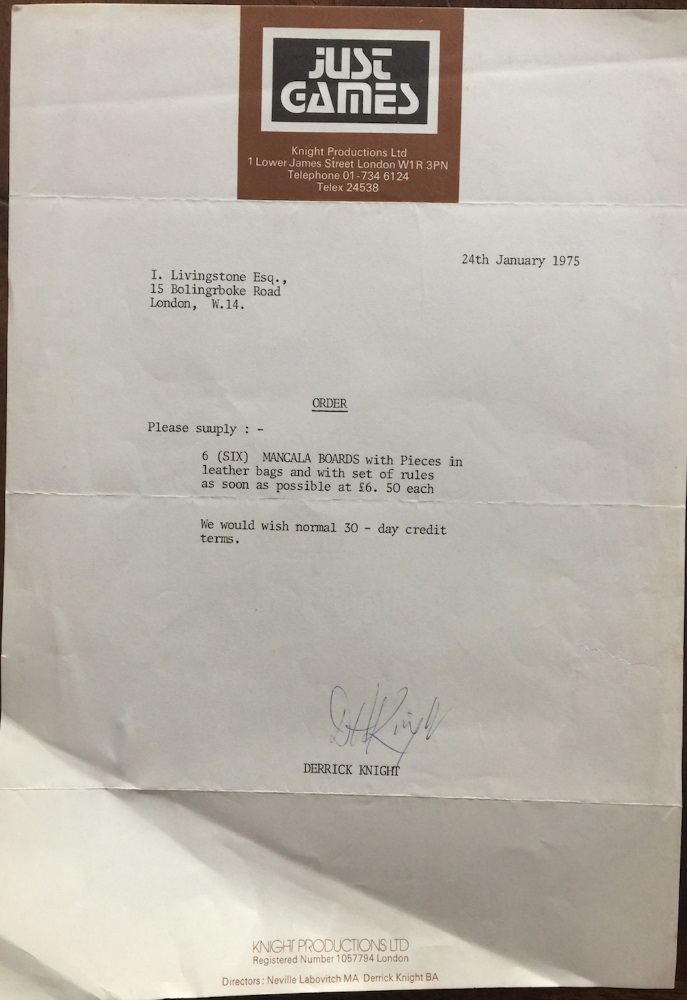 JUST
GAMES
Knight Productions Ltd
1 Lower James Street London W1R 3PN
Telephone 01-734 6124
Telex 24538
24th January 1975
I. Livingstone Esq.,
15 Bolingrboke Road
London, W.14.
ORDER
Please suuply : -
6 (SIX) MANCALA BOARDS with Pieces in
leather bags and with set of rules
as soon as possible at £6. 50 each
We would wish normal 30 - day credit
terms.
DHKnight
DERRICK KNIGHT
KNIGHT PRODUCTIONS LTD
Registered Number 1057794 London
Directors: Neville Labovitch MA Derrick Knight BA